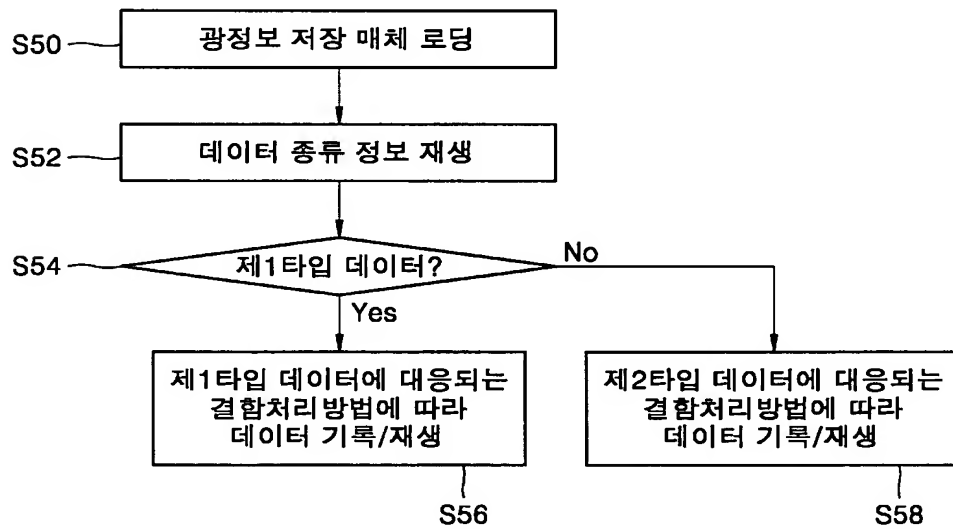 S50
광정보 저장 매체 로딩
S52
데이터 종류 정보 재생
S54
제1타입 데이터?
No
Yes
제1타입 데이터에 대응되는
결함처리방법에 따라
데이터 기록/재생
제2타입 데이터에 대응되는
결함처리방법에 따라
데이터 기록/재생
S56
S58